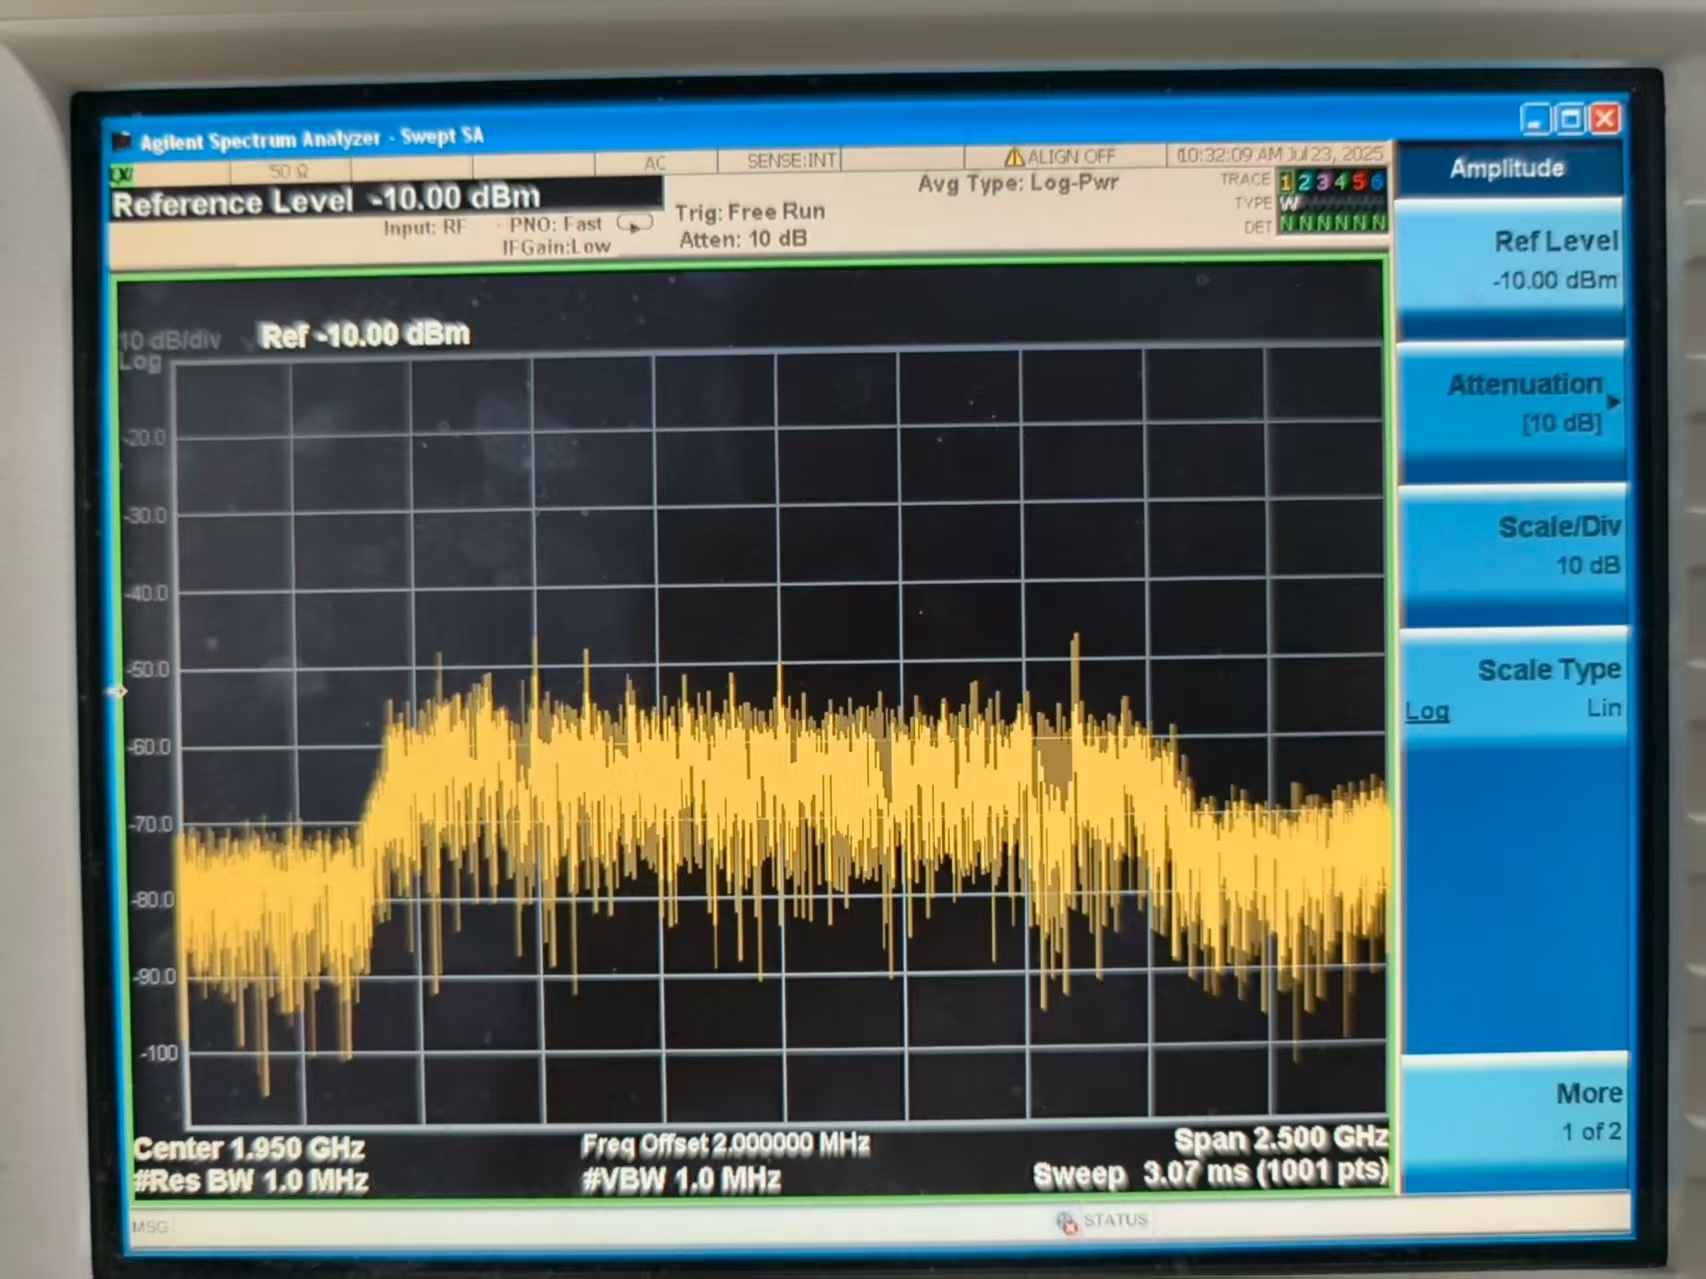 Agilent Spectrum Analyzer - Swept SA
50 Ω AC SENSE:INT ALIGN OFF 10:32:09 AM Jul 23, 2025
Reference Level -10.00 dBm
Input: RF PNO: Fast
IFGain:Low
Trig: Free Run
Atten: 10 dB
Avg Type: Log-Pwr
TRACE 1 2 3 4 5 6
TYPE W
DET N N N N N N
10 dB/div
Log
Ref -10.00 dBm
-20.0
-30.0
-40.0
-50.0
-60.0
-70.0
-80.0
-90.0
-100
Center 1.950 GHz
Freq Offset 2.000000 MHz
Span 2.500 GHz
#Res BW 1.0 MHz
#VBW 1.0 MHz
Sweep 3.07 ms (1001 pts)
MSG
STATUS
Amplitude
Ref Level
-10.00 dBm
Attenuation
[10 dB]
Scale/Div
10 dB
Scale Type
Log Lin
More
1 of 2